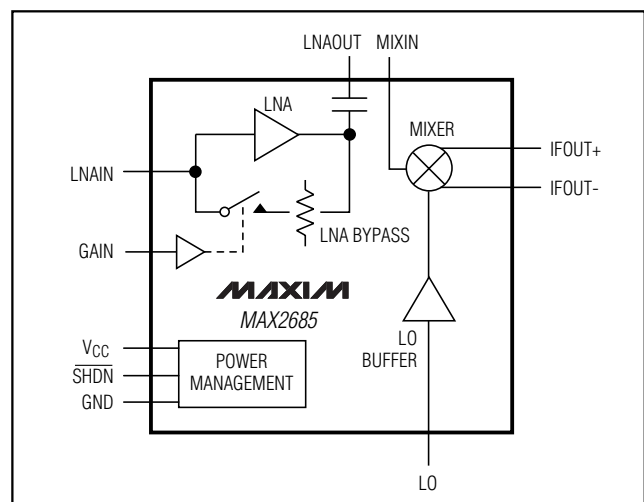 LNAOUT MIXIN
LNA
MIXER
IFOUT+
LNAIN
IFOUT-
LNA BYPASS
GAIN
MAXIM
MAX2685
LO
BUFFER
VCC
SHDN
GND
POWER
MANAGEMENT
LO